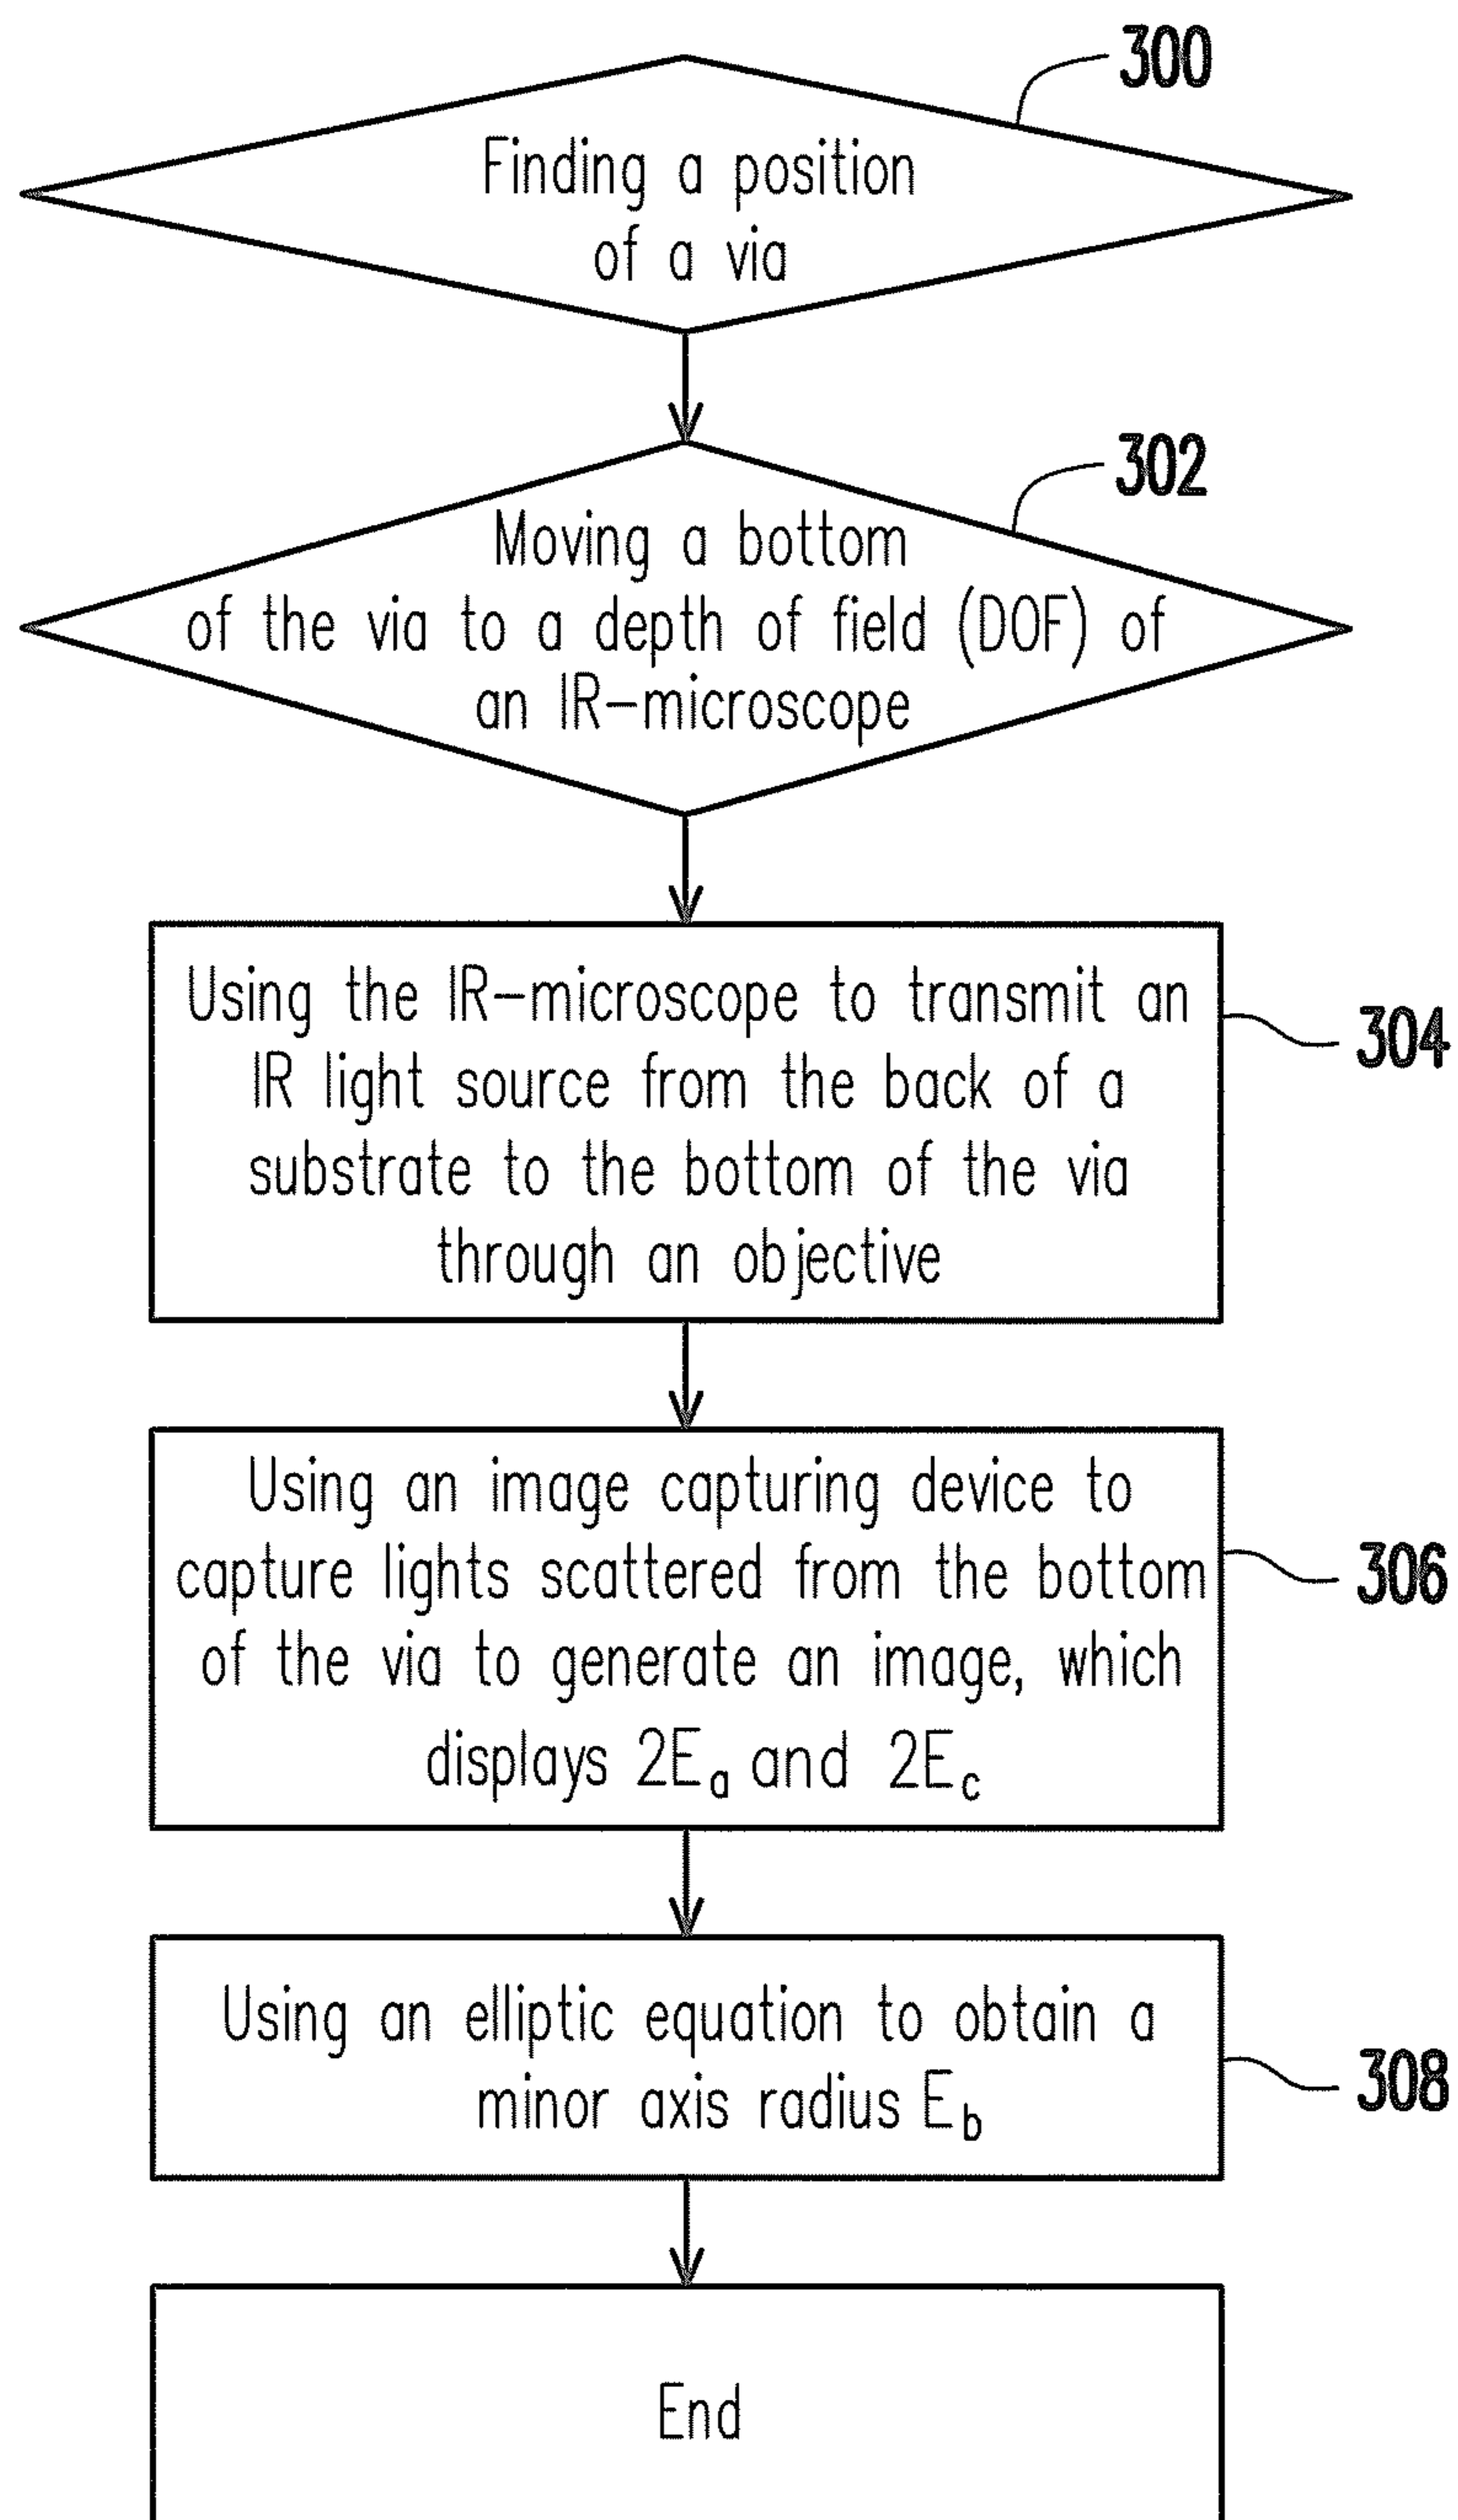 300
Finding a position
of a via
302
Moving a bottom
of the via to a depth of field (DOF) of
an IR-microscope
Using the IR-microscope to transmit an
IR light source from the back of a
substrate to the bottom of the via
through an objective
304
Using an image capturing device to
capture lights scattered from the bottom
of the via to generate an image, which
displays 2Ea and 2Ec
306
Using an elliptic equation to obtain a
minor axis radius Eb
308
End